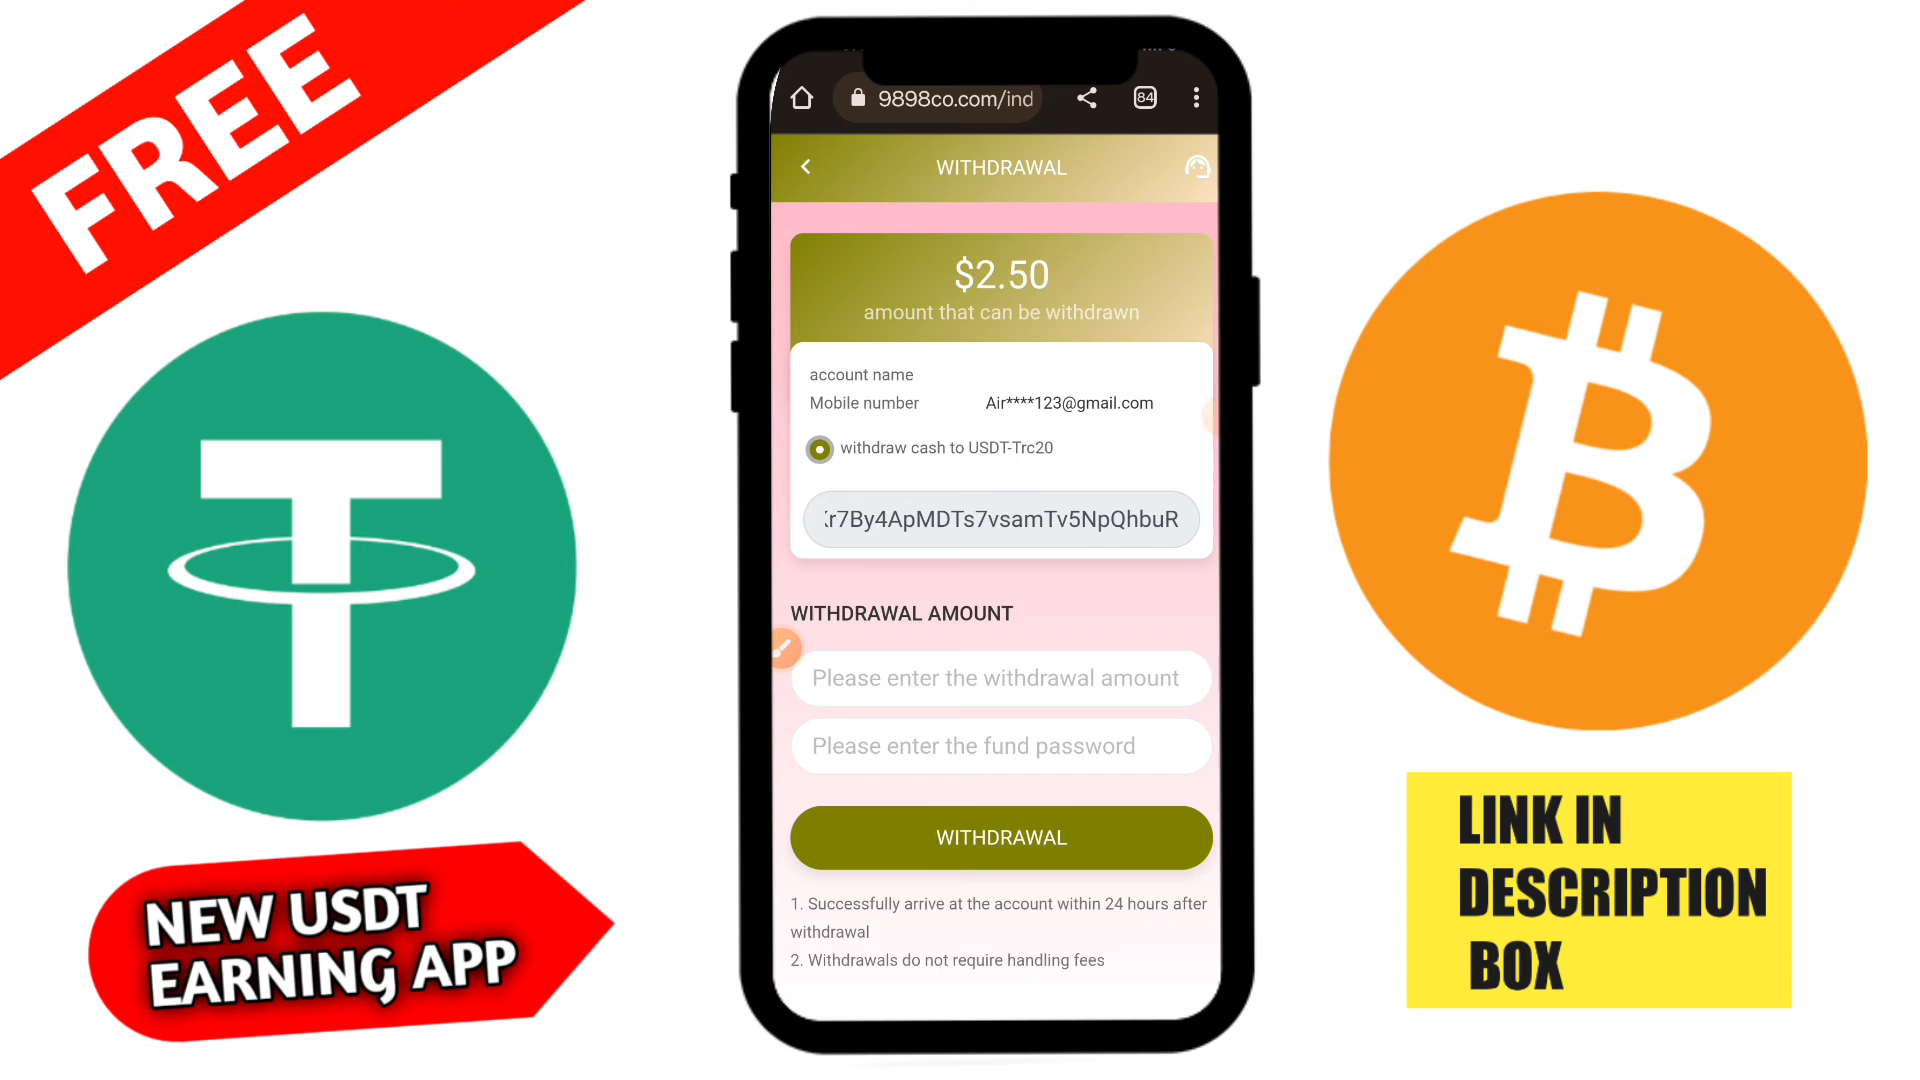 FREE
NEW USDT
EARNING APP
9898co.com/ind
84
WITHDRAWAL
$2.50
amount that can be withdrawn
account name
Mobile number Air****123@gmail.com
withdraw cash to USDT-Trc20
r7By4ApMDTs7vsamTv5NpQhbuR
WITHDRAWAL AMOUNT
Please enter the withdrawal amount
Please enter the fund password
WITHDRAWAL
1. Successfully arrive at the account within 24 hours after
withdrawal
2. Withdrawals do not require handling fees
LINK IN
DESCRIPTION
BOX